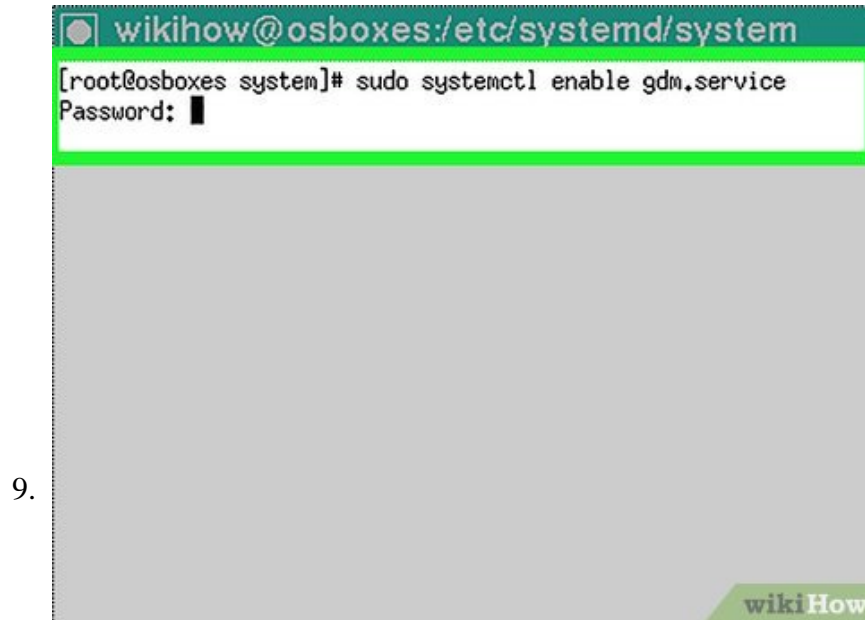 wikihow@osboxes:/etc/systemd/system
[root@osboxes system]# sudo systemctl enable gdm.service
Password:
9.
wikiHow